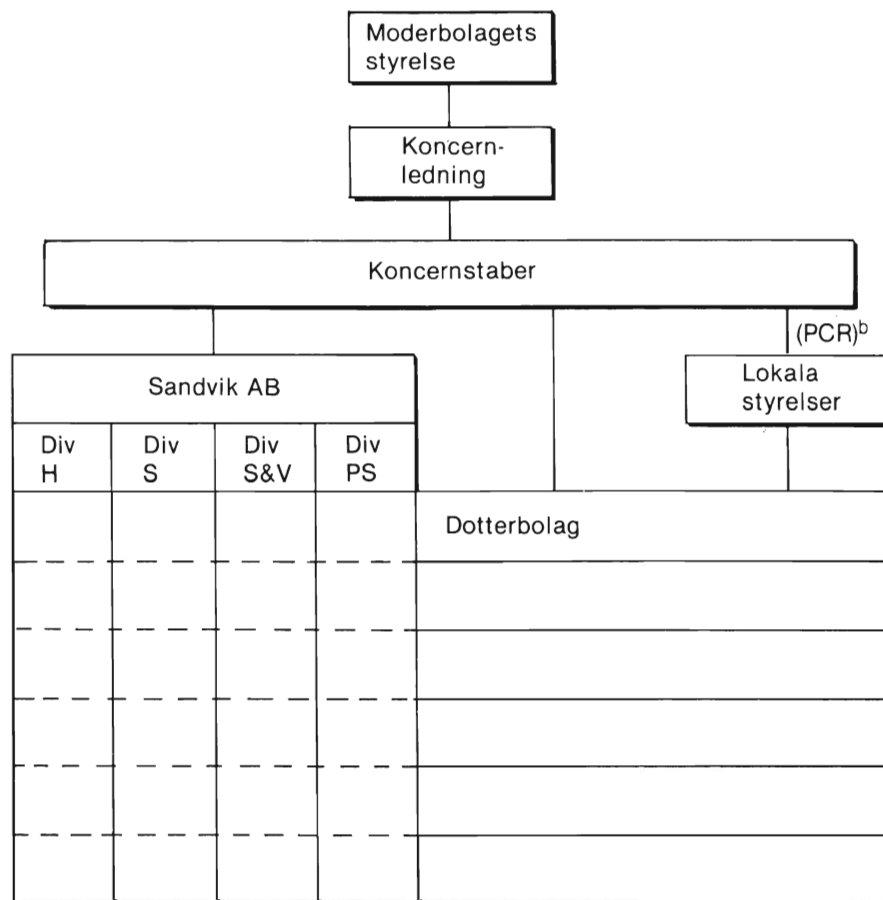 Moderbolagets
styrelse
Koncern-
ledning
Koncernstaber
(PCR)b
Sandvik AB
Lokala
styrelser
Div
H
Div
S
Div
S&V
Div
PS
Dotterbolag